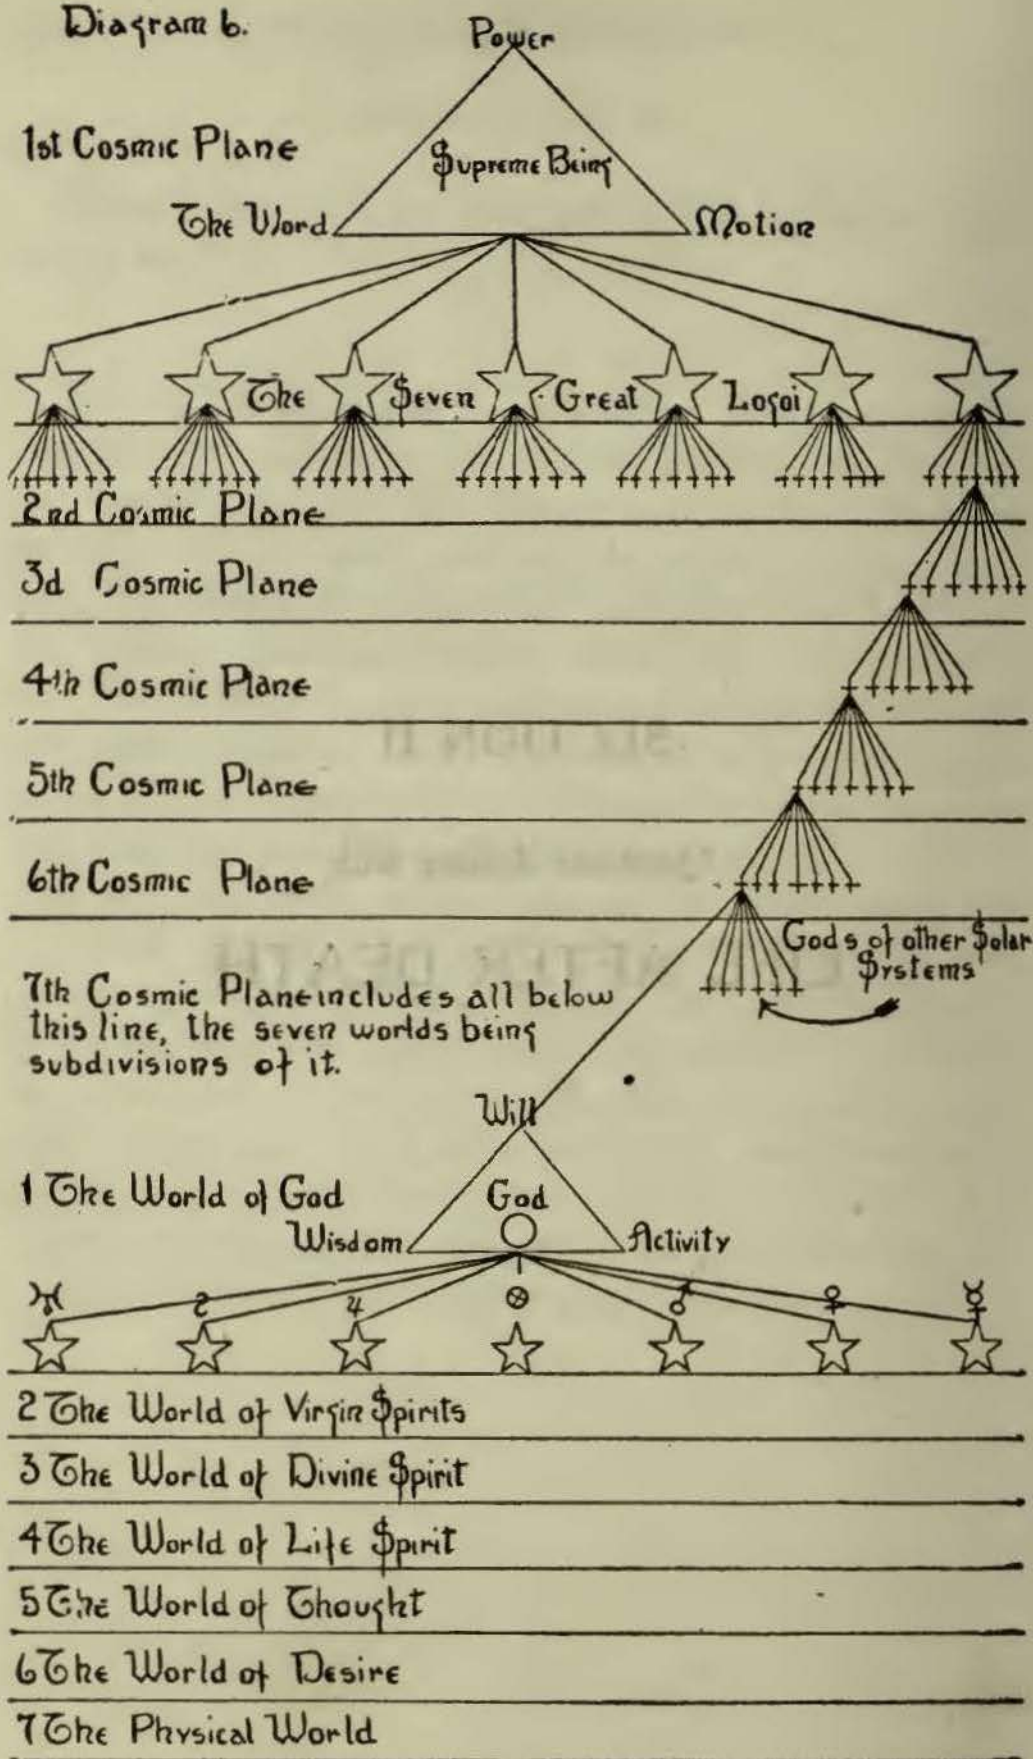 Diagram 6.
Power
1st Cosmic Plane
Supreme Being
The Word
Motion
The Seven Great Logoi
2nd Cosmic Plane
3d Cosmic Plane
4th Cosmic Plane
5th Cosmic Plane
6th Cosmic Plane
Gods of other Solar
Systems
7th Cosmic Plane includes all below
this line, the seven worlds being
subdivisions of it.
Will
1 The World of God
God
Wisdom
Activity
♅ ♄ ♃ ⊗ ♂ ♀ ☿
2 The World of Virgin Spirits
3 The World of Divine Spirit
4 The World of Life Spirit
5 The World of Thought
6 The World of Desire
7 The Physical World